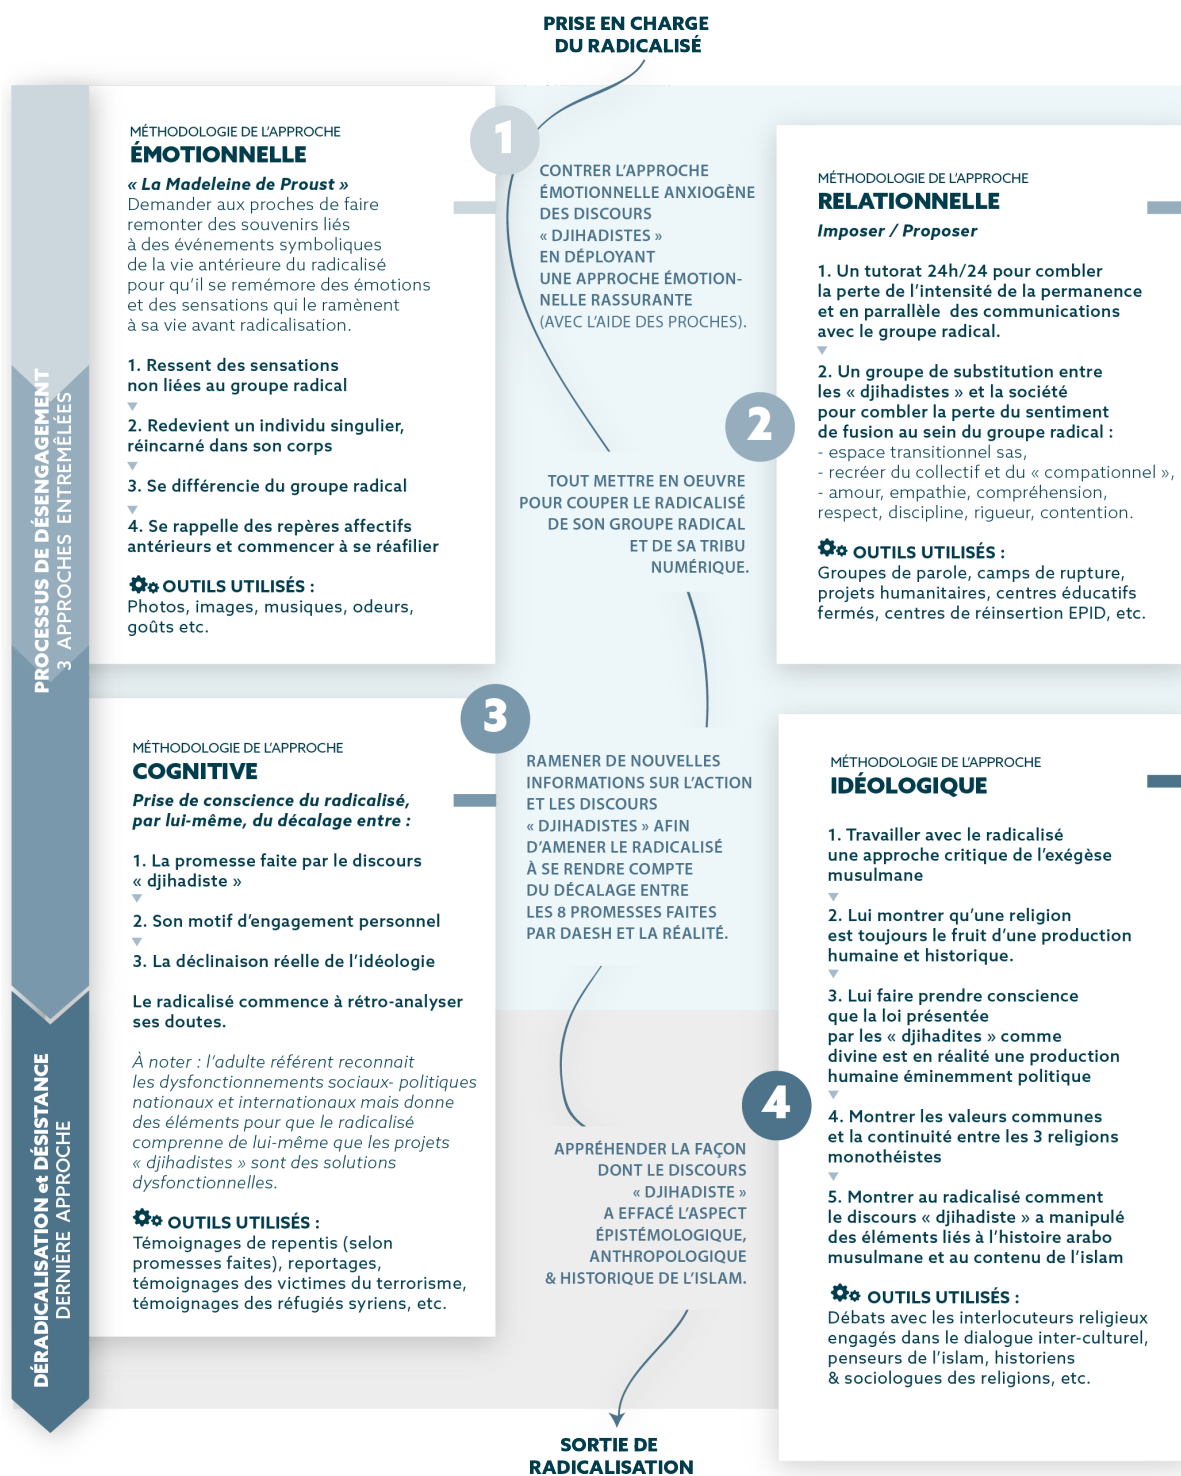 PRISE EN CHARGE
DU RADICALISÉ
PROCESSUS DE DÉSENGAGEMENT
3 APPROCHES ENTREMÊLÉES
MÉTHODOLOGIE DE L'APPROCHE
ÉMOTIONNELLE
« La Madeleine de Proust »
Demander aux proches de faire
remonter des souvenirs liés
à des événements symboliques
de la vie antérieure du radicalisé
pour qu'il se remémore des émotions
et des sensations qui le ramènent
à sa vie avant radicalisation.
1. Ressent des sensations
non liées au groupe radical
2. Redevient un individu singulier,
réincarné dans son corps
3. Se différencie du groupe radical
4. Se rappelle des repères affectifs
antérieurs et commencer à se réafilier
OUTILS UTILISÉS :
Photos, images, musiques, odeurs,
goûts etc.
1
CONTRER L'APPROCHE
ÉMOTIONNELLE ANXIOGÈNE
DES DISCOURS
« DJIHADISTES »
EN DÉPLOYANT
UNE APPROCHE ÉMOTION-
NELLE RASSURANTE
(AVEC L'AIDE DES PROCHES).
MÉTHODOLOGIE DE L'APPROCHE
RELATIONNELLE
Imposer / Proposer
1. Un tutorat 24h/24 pour combler
la perte de l'intensité de la permanence
et en parrallèle des communications
avec le groupe radical.
2. Un groupe de substitution entre
les « djihadistes » et la société
pour combler la perte du sentiment
de fusion au sein du groupe radical :
- espace transitionnel sas,
- recréer du collectif et du « compationnel »,
- amour, empathie, compréhension,
respect, discipline, rigueur, contention.
OUTILS UTILISÉS :
Groupes de parole, camps de rupture,
projets humanitaires, centres éducatifs
fermés, centres de réinsertion EPID, etc.
2
TOUT METTRE EN OEUVRE
POUR COUPER LE RADICALISÉ
DE SON GROUPE RADICAL
ET DE SA TRIBU
NUMÉRIQUE.
3
MÉTHODOLOGIE DE L'APPROCHE
COGNITIVE
Prise de conscience du radicalisé,
par lui-même, du décalage entre :
1. La promesse faite par le discours
« djihadiste »
2. Son motif d'engagement personnel
3. La déclinaison réelle de l'idéologie
Le radicalisé commence à rétro-analyser
ses doutes.
À noter : l'adulte référent reconnait
les dysfonctionnements sociaux- politiques
nationaux et internationaux mais donne
des éléments pour que le radicalisé
comprenne de lui-même que les projets
« djihadistes » sont des solutions
dysfonctionnelles.
OUTILS UTILISÉS :
Témoignages de repentis (selon
promesses faites), reportages,
témoignages des victimes du terrorisme,
témoignages des réfugiés syriens, etc.
RAMENER DE NOUVELLES
INFORMATIONS SUR L'ACTION
ET LES DISCOURS
« DJIHADISTES » AFIN
D'AMENER LE RADICALISÉ
À SE RENDRE COMPTE
DU DÉCALAGE ENTRE
LES 8 PROMESSES FAITES
PAR DAESH ET LA RÉALITÉ.
DÉRADICALISATION et DÉSISTANCE
DERNIÈRE APPROCHE
MÉTHODOLOGIE DE L'APPROCHE
IDÉOLOGIQUE
1. Travailler avec le radicalisé
une approche critique de l'exégèse
musulmane
2. Lui montrer qu'une religion
est toujours le fruit d'une production
humaine et historique.
3. Lui faire prendre conscience
que la loi présentée
par les « djihadites » comme
divine est en réalité une production
humaine éminemment politique
4. Montrer les valeurs communes
et la continuité entre les 3 religions
monothéistes
5. Montrer au radicalisé comment
le discours « djihadiste » a manipulé
des éléments liés à l'histoire arabo
musulmane et au contenu de l'islam
OUTILS UTILISÉS :
Débats avec les interlocuteurs religieux
engagés dans le dialogue inter-culturel,
penseurs de l'islam, historiens
& sociologues des religions, etc.
4
APPRÉHENDER LA FAÇON
DONT LE DISCOURS
« DJIHADISTE »
A EFFACÉ L'ASPECT
ÉPISTÉMOLOGIQUE,
ANTHROPOLOGIQUE
& HISTORIQUE DE L'ISLAM.
SORTIE DE
RADICALISATION